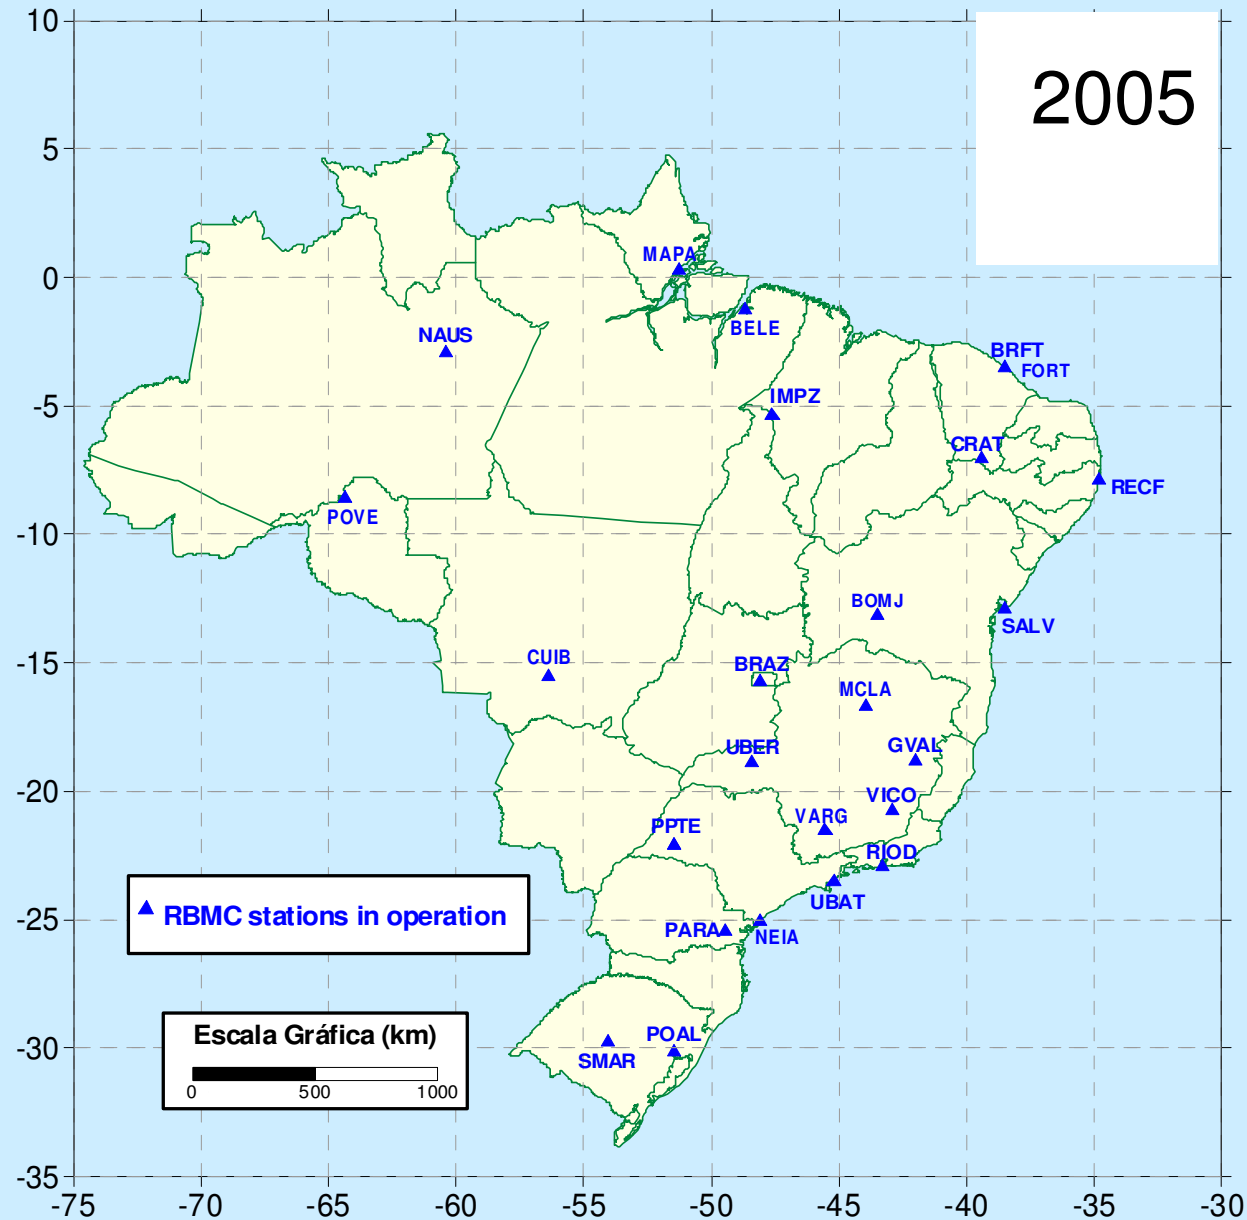 10
2005
5
MAPA
0
BELE
NAUS
BRFT
FORT
-5
IMPZ
CRAT
RECF
POVE
-10
BOMJ
SALV
-15
CUIB
BRAZ
MCLA
UBER
GVAL
-20
VICO
VARG
PPTE
RIOD
UBAT
RBMC stations in operation
-25
PARA
NEIA
Escala Gráfica (km)
0 500 1000
-30
POAL
SMAR
-35
-75 -70 -65 -60 -55 -50 -45 -40 -35 -30